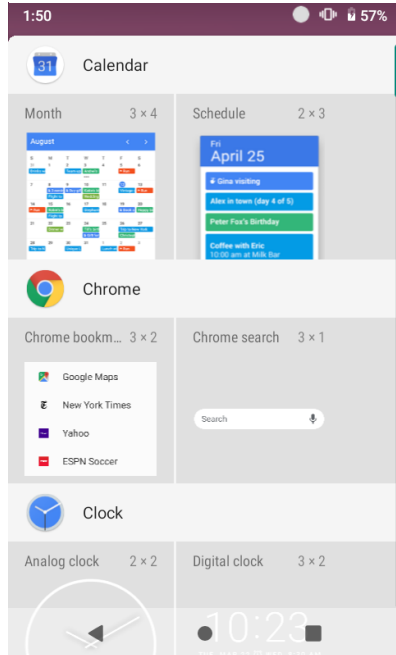 1:50 57%
31 Calendar
Month 3 × 4 Schedule 2 × 3
August
Fri
April 25
Gina visiting
Alex in town (day 4 of 5)
Peter Fox's Birthday
Coffee with Eric
10:00 am at Milk Bar
Chrome
Chrome bookm... 3 × 2 Chrome search 3 × 1
Google Maps
New York Times
Yahoo
ESPN Soccer
Search
Clock
Analog clock 2 × 2 Digital clock 3 × 2
10:23